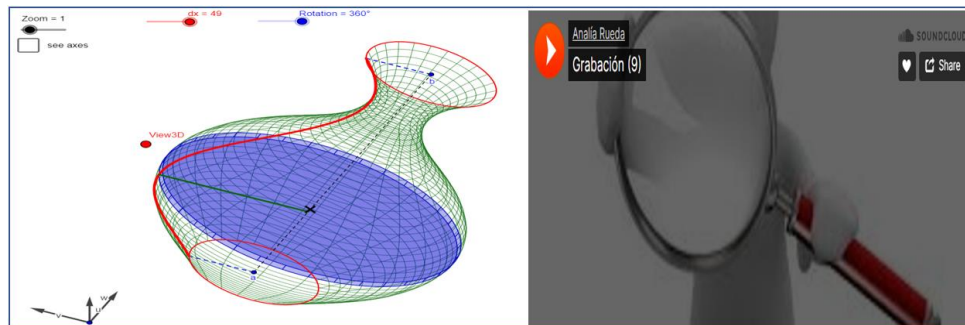 Zoom = 1
dx = 49
Rotation = 360°
see axes
View3D
b
a
w
v
u
Analía Rueda
Grabación (9)
SOUNDCLOUD
Share